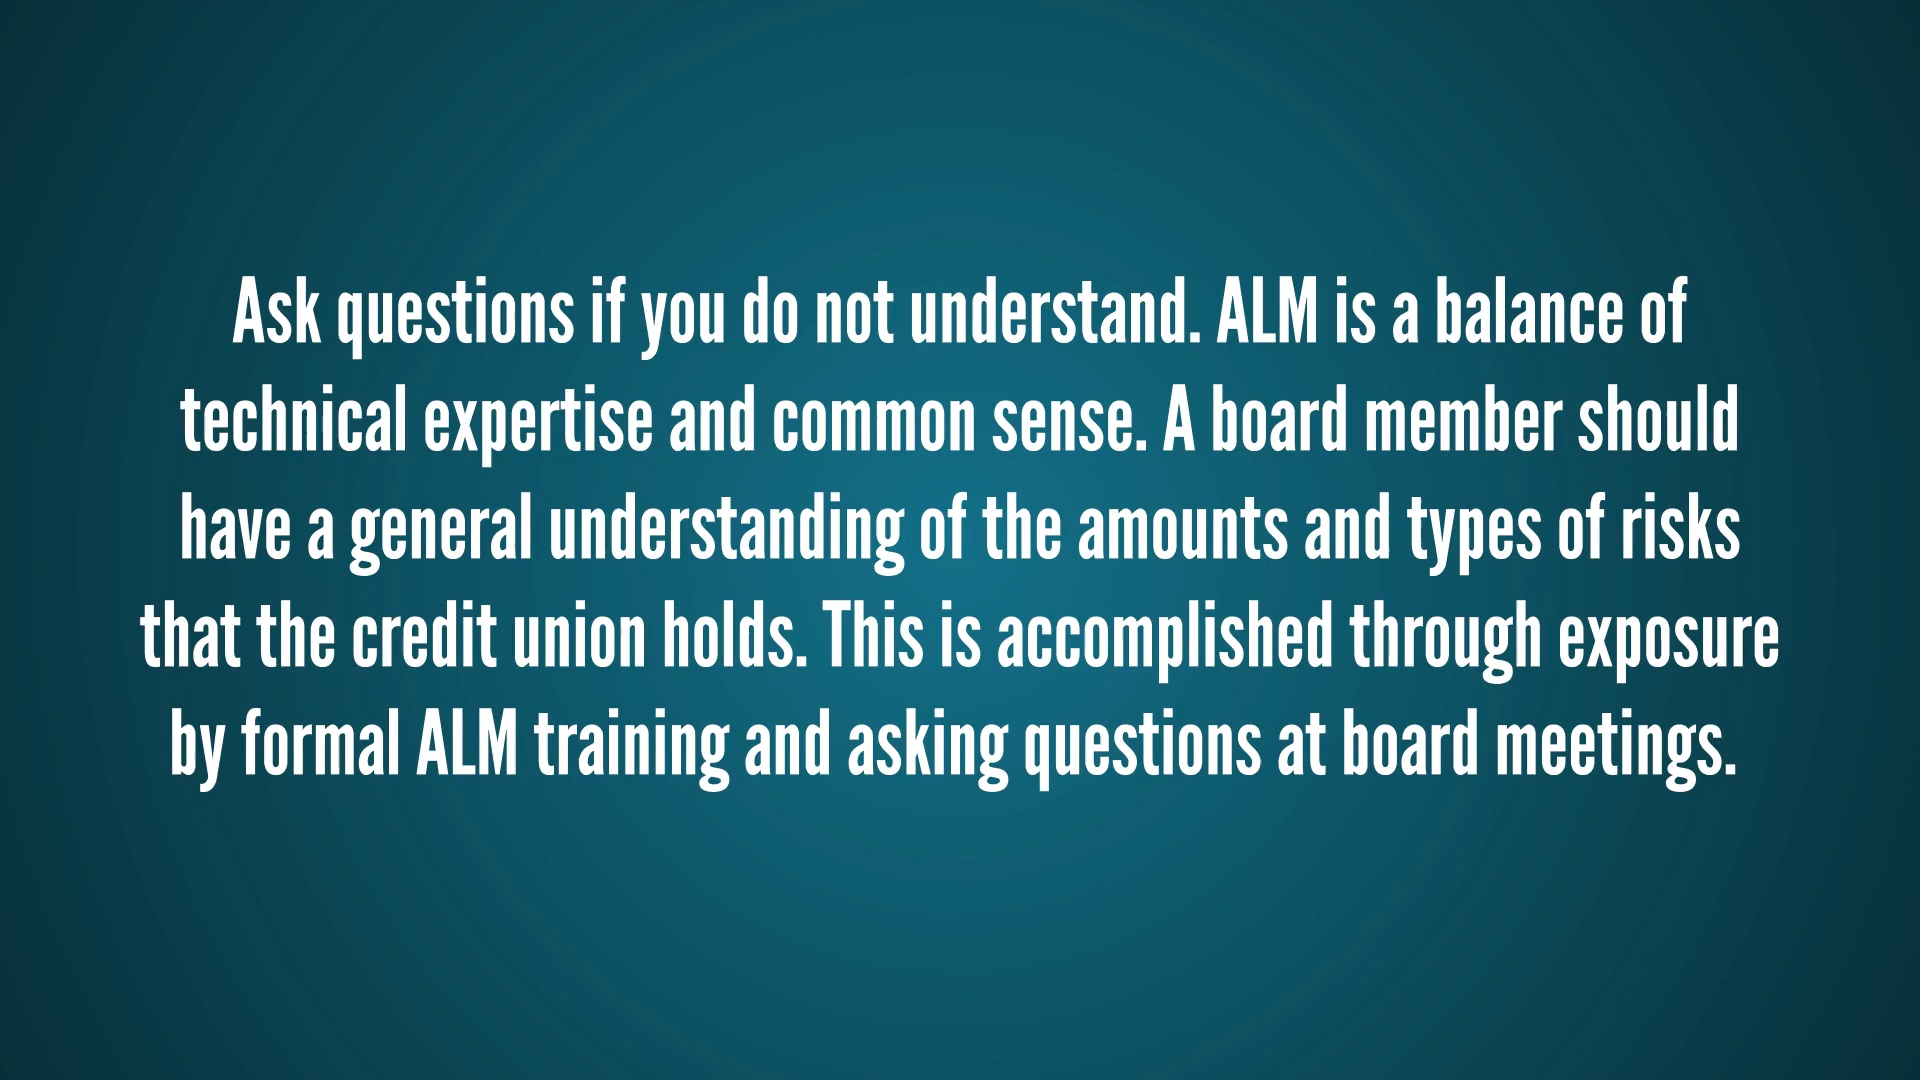 Ask questions if you do not understand. ALM is a balance of
technical expertise and common sense. A board member should
have a general understanding of the amounts and types of risks
that the credit union holds. This is accomplished through exposure
by formal ALM training and asking questions at board meetings.